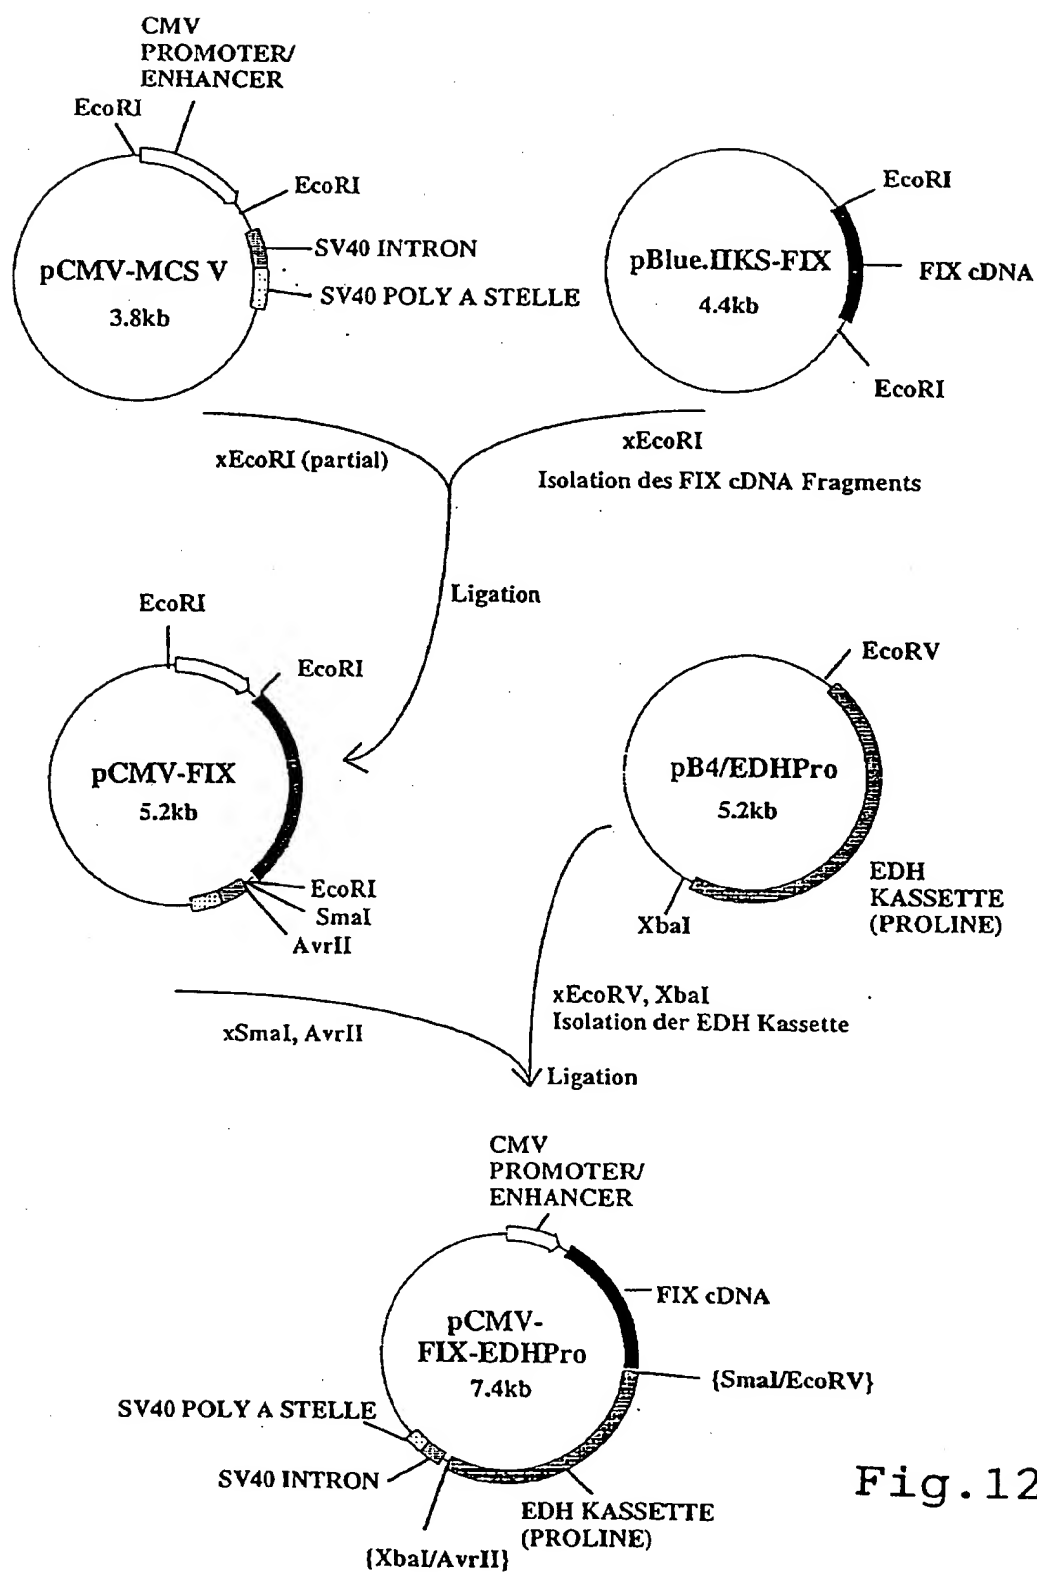 CMV
PROMOTER/
ENHANCER
EcoRI
EcoRI
SV40 INTRON
SV40 POLY A STELLE
pCMV-MCS V
3.8kb
EcoRI
pBlue.IIKS-FIX
4.4kb
FIX cDNA
EcoRI
xEcoRI (partial)
xEcoRI
Isolation des FIX cDNA Fragments
Ligation
EcoRI
EcoRI
pCMV-FIX
5.2kb
EcoRI
SmaI
AvrII
EcoRV
pB4/EDHPro
5.2kb
EDH
KASSETTE
(PROLINE)
XbaI
xSmaI, AvrII
xEcoRV, XbaI
Isolation der EDH Kassette
Ligation
CMV
PROMOTER/
ENHANCER
FIX cDNA
pCMV-
FIX-EDHPro
7.4kb
{SmaI/EcoRV}
SV40 POLY A STELLE
SV40 INTRON
EDH KASSETTE
(PROLINE)
{XbaI/AvrII}
Fig.12